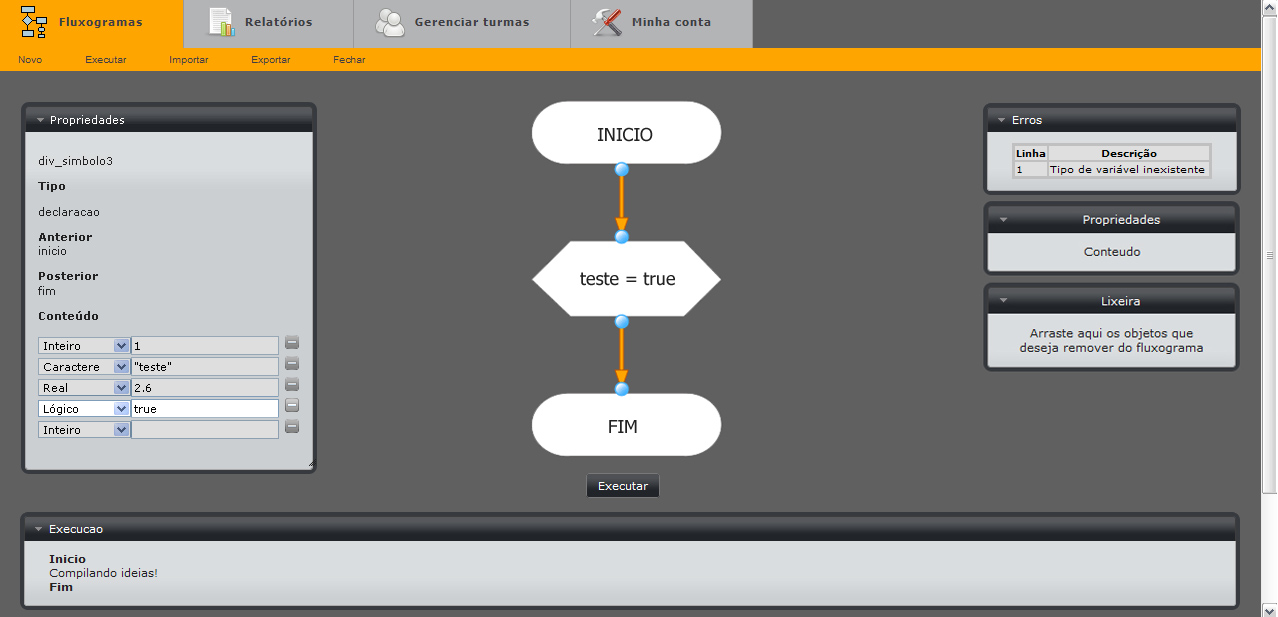 Fluxogramas
Relatórios
Gerenciar turmas
Minha conta
Novo
Executar
Importar
Exportar
Fechar
Propriedades
div_simbolo3
Tipo
declaracao
Anterior
inicio
Posterior
fim
Conteúdo
Inteiro 1
Caractere "teste"
Real 2.6
Lógico true
Inteiro
INICIO
teste = true
FIM
Executar
Erros
Linha Descrição
1 Tipo de variável inexistente
Propriedades
Conteudo
Lixeira
Arraste aqui os objetos que
deseja remover do fluxograma
Execucao
Inicio
Compilando ideias!
Fim